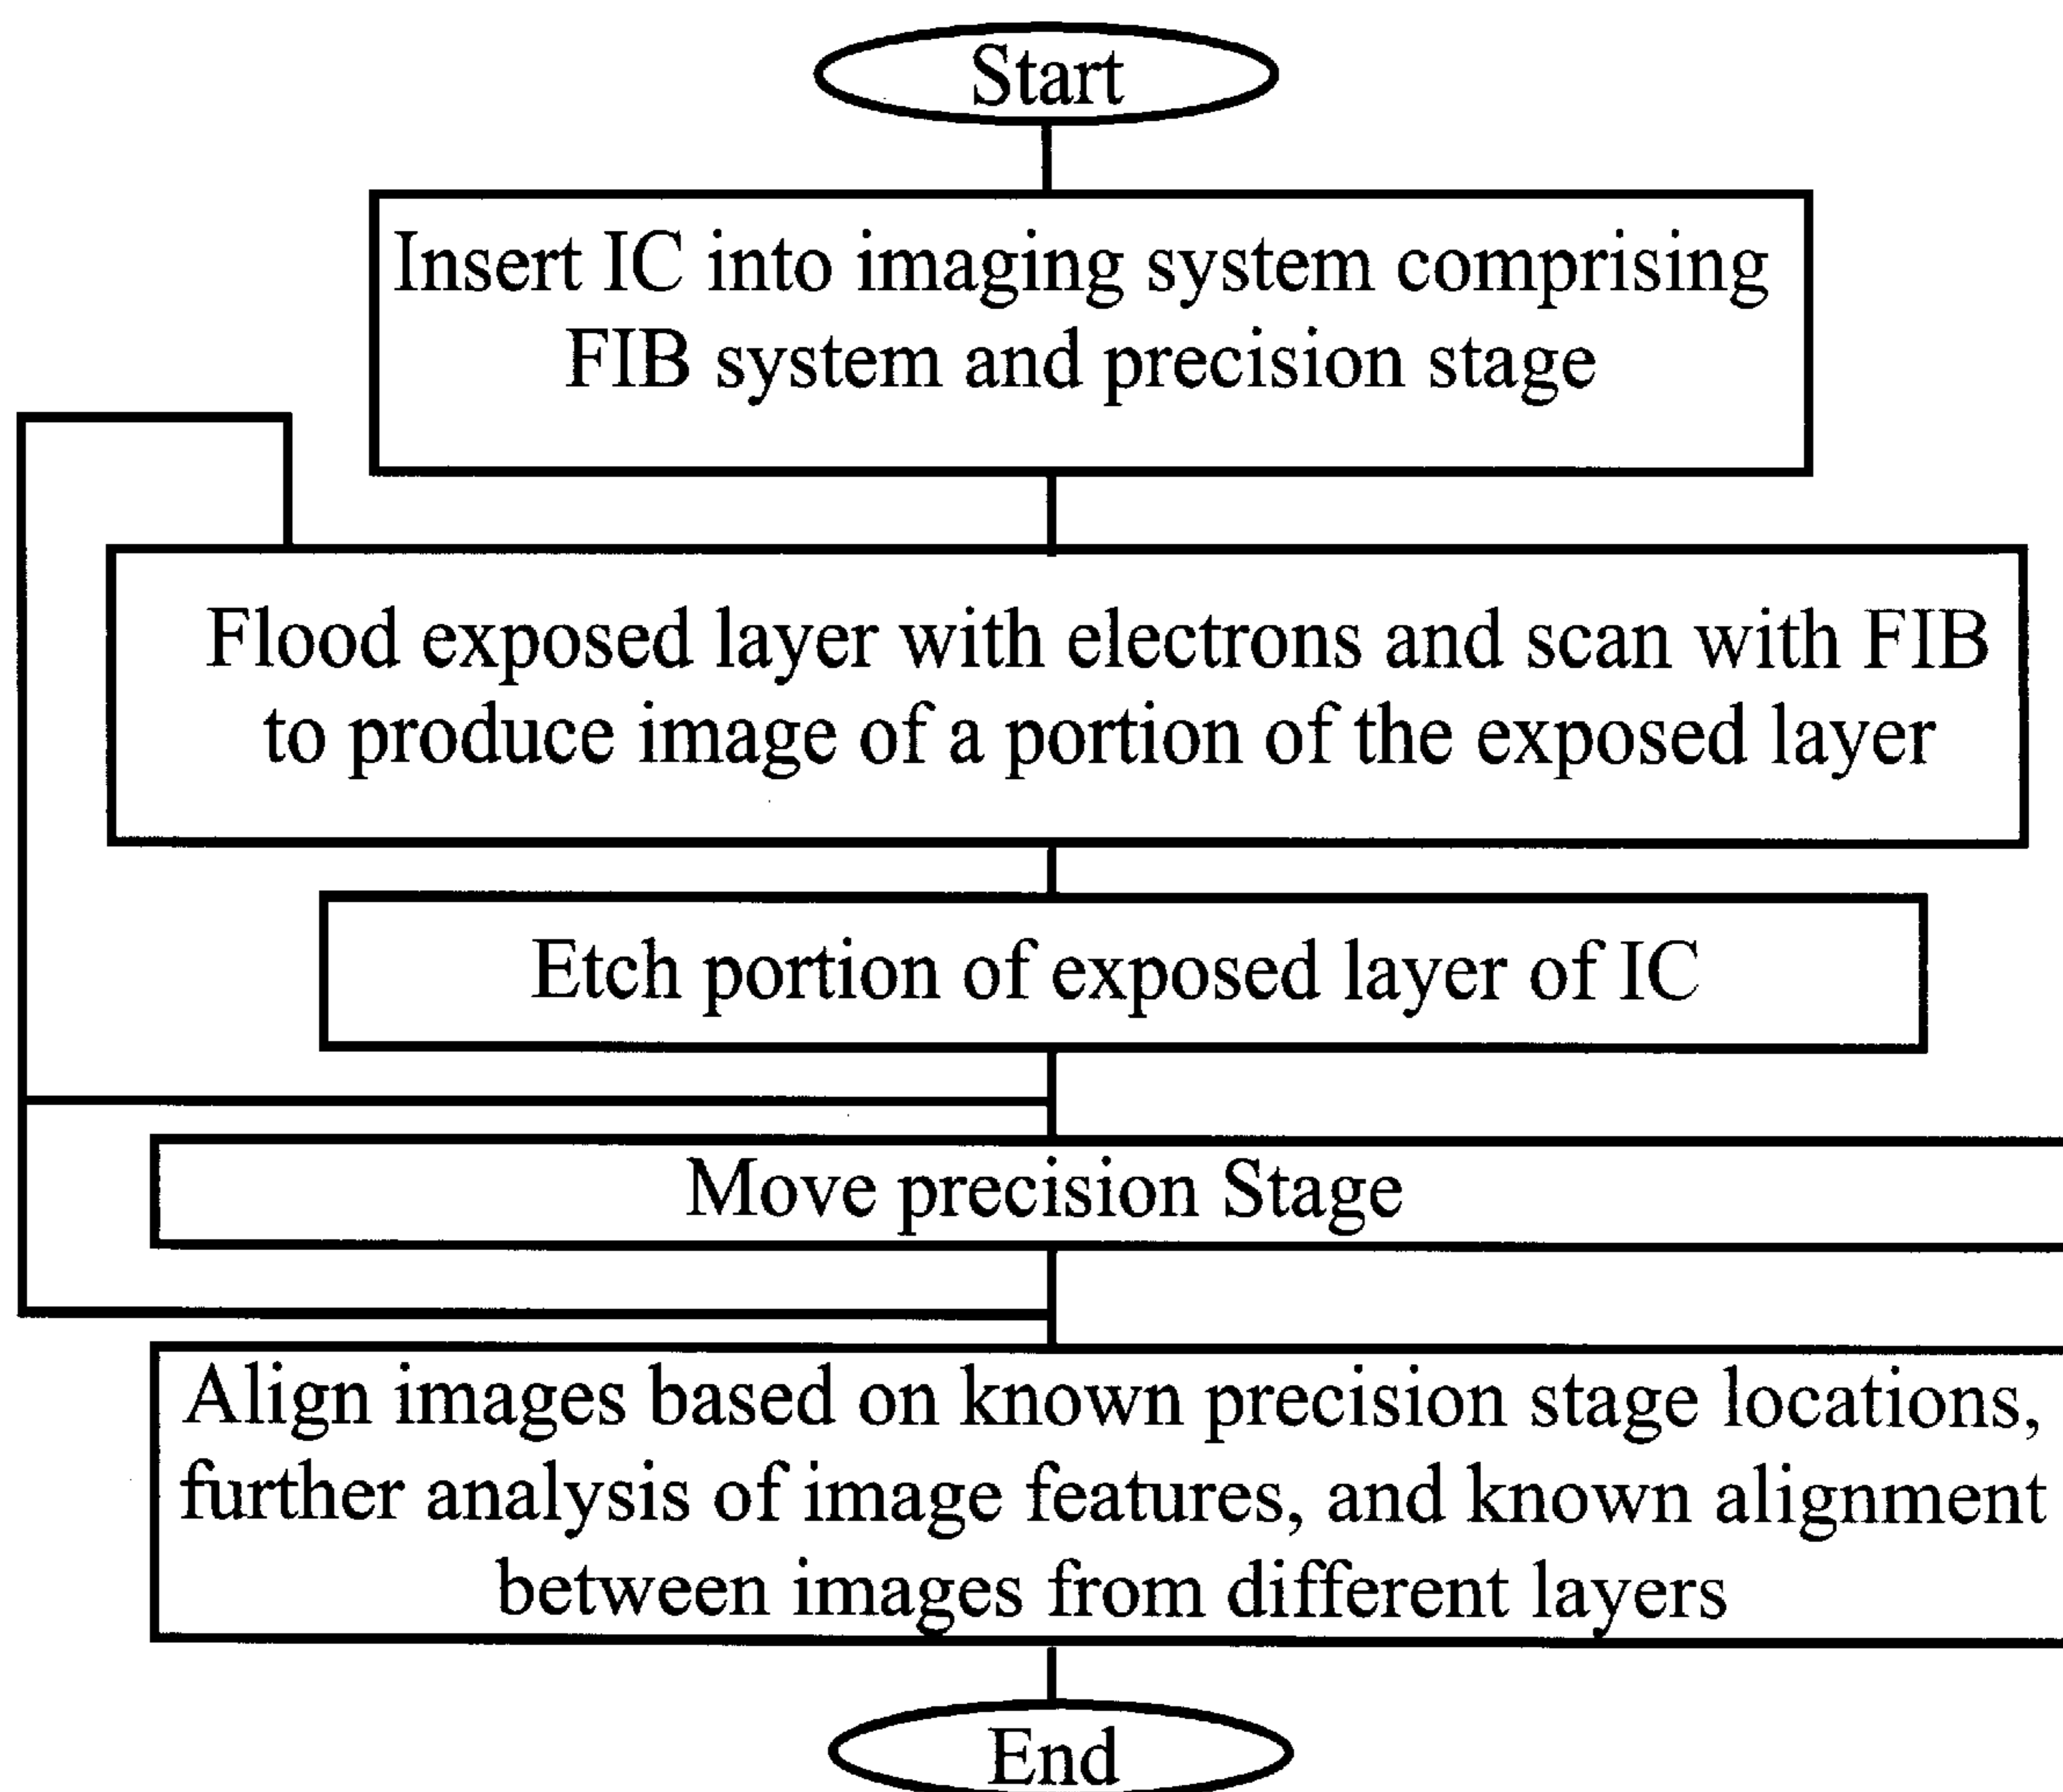 Start
Insert IC into imaging system comprising
FIB system and precision stage
Flood exposed layer with electrons and scan with FIB
to produce image of a portion of the exposed layer
Etch portion of exposed layer of IC
Move precision Stage
Align images based on known precision stage locations,
further analysis of image features, and known alignment
between images from different layers
End